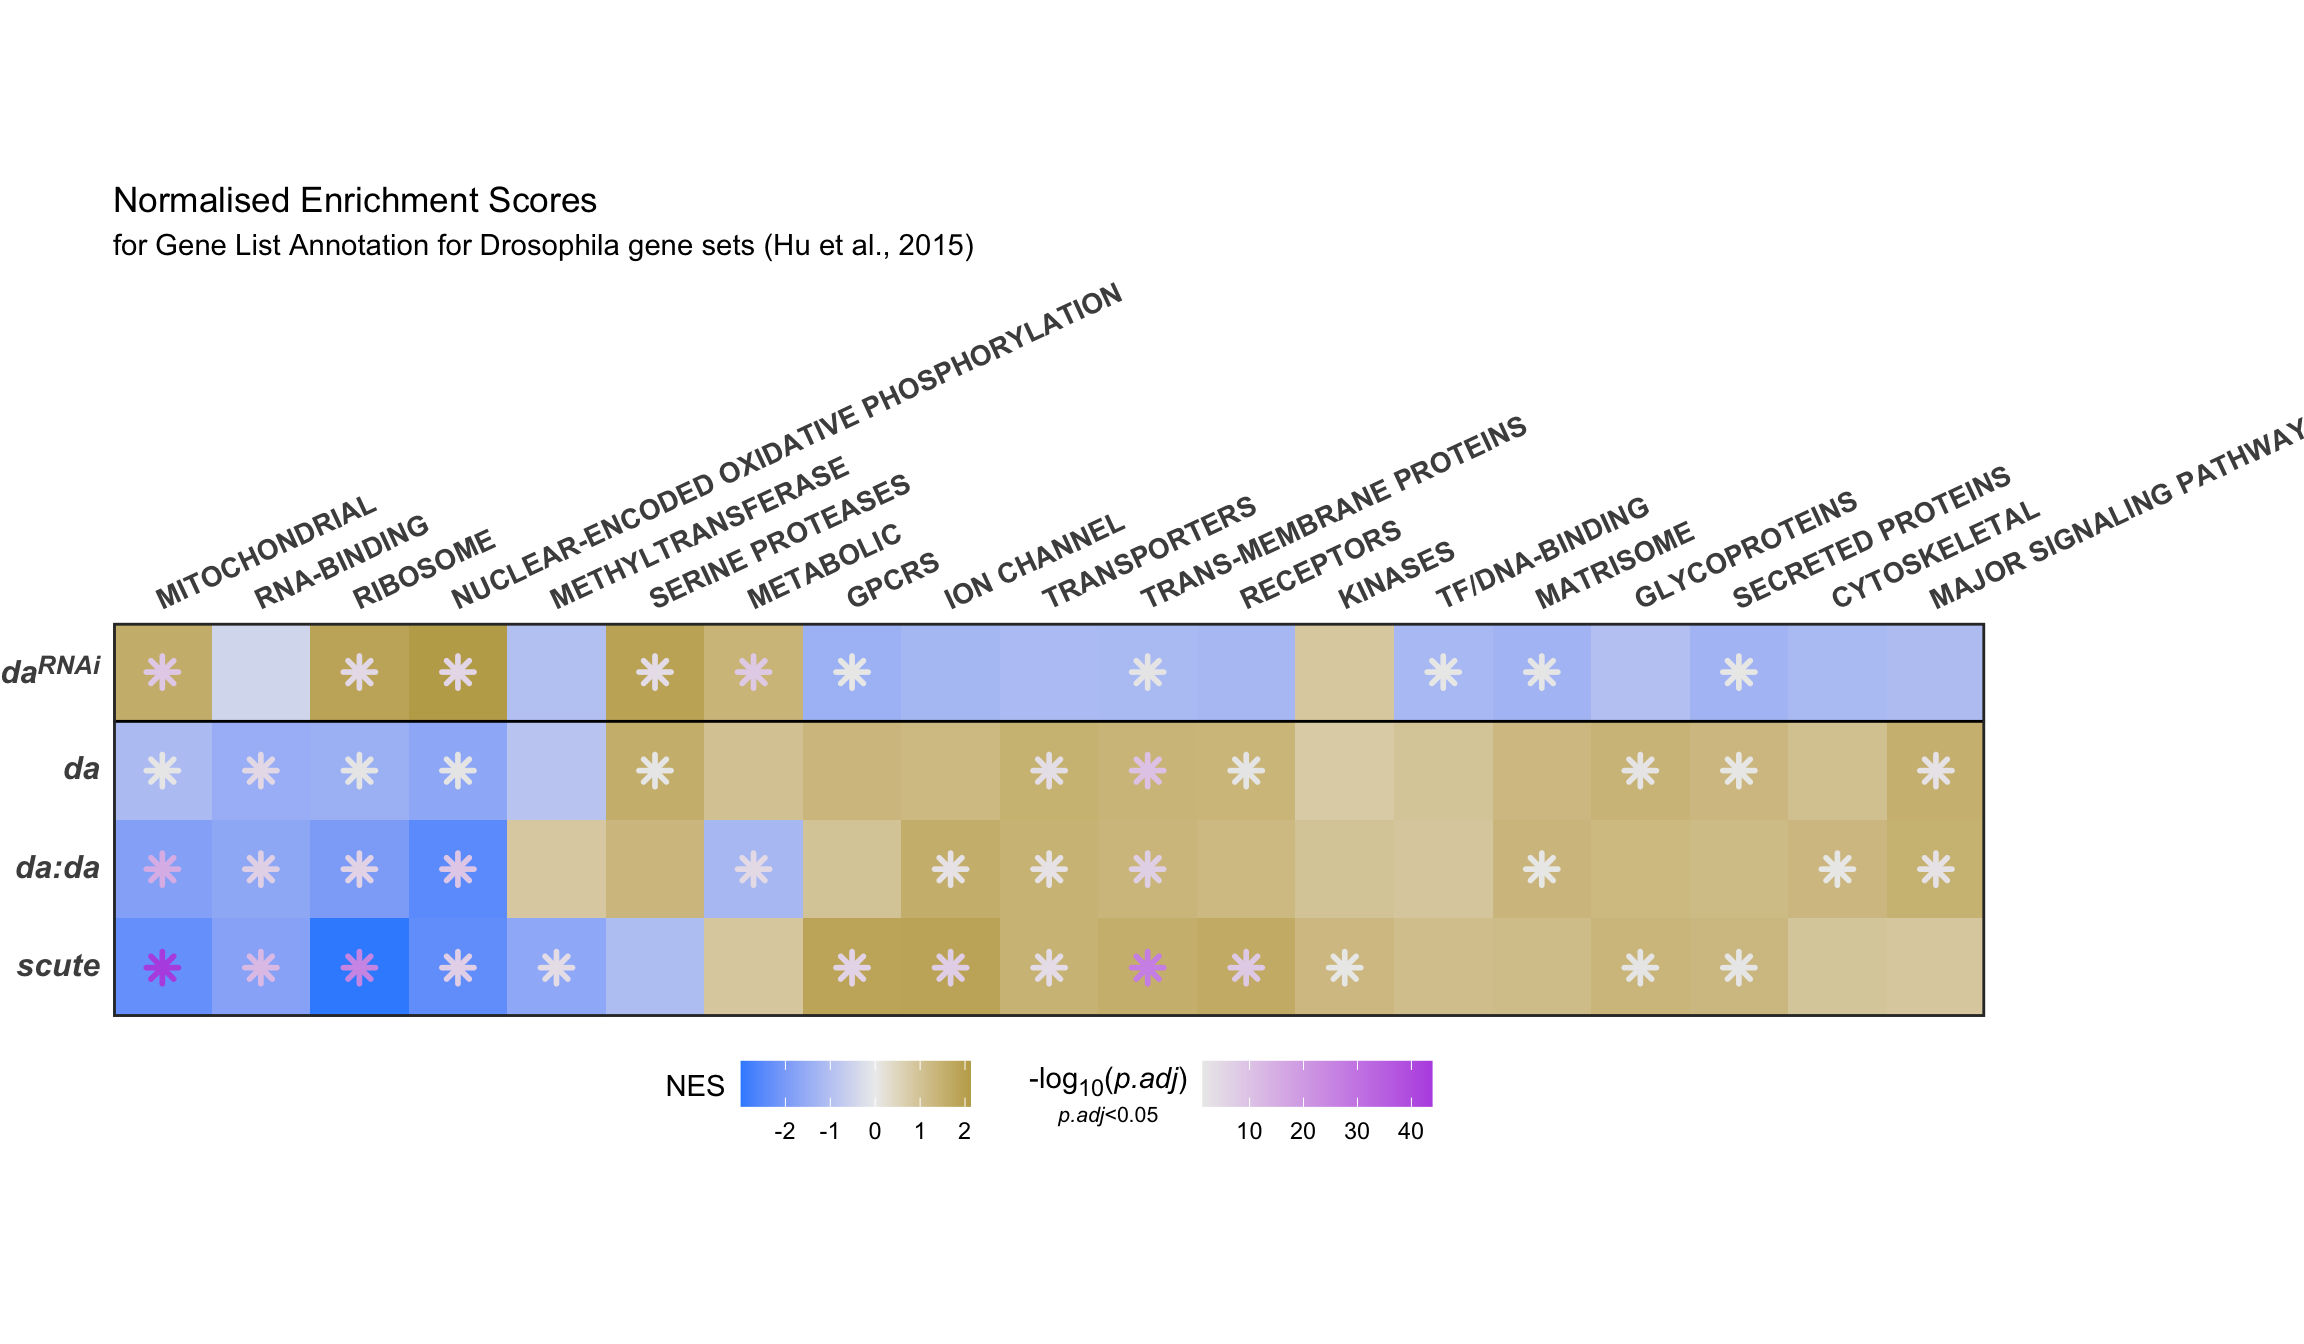 Normalised Enrichment Scores
for Gene List Annotation for Drosophila gene sets (Hu et al., 2015)
MITOCHONDRIAL
RNA-BINDING
RIBOSOME
NUCLEAR-ENCODED OXIDATIVE PHOSPHORYLATION
METHYLTRANSFERASE
SERINE PROTEASES
METABOLIC
GPCRS
ION CHANNEL
TRANSPORTERS
TRANS-MEMBRANE PROTEINS
RECEPTORS
KINASES
TF/DNA-BINDING
MATRISOME
GLYCOPROTEINS
SECRETED PROTEINS
CYTOSKELETAL
MAJOR SIGNALING PATHWAY
daRNAi
da
da:da
scute
NES
-2 -1 0 1 2
-log10(p.adj)
p.adj<0.05
10 20 30 40